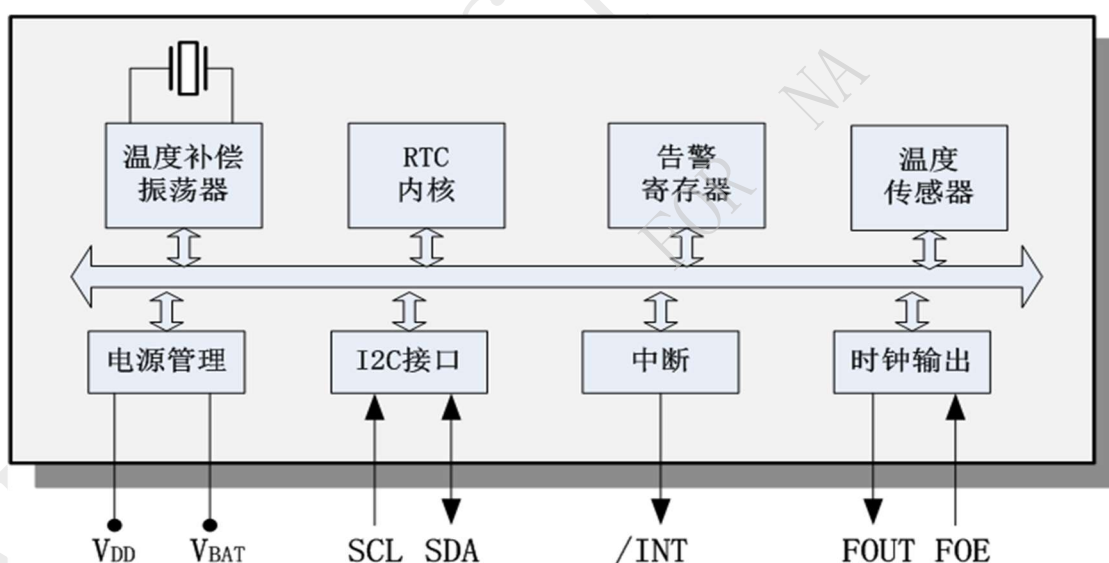 温度补偿
振荡器
RTC
内核
告警
寄存器
温度
传感器
电源管理
I2C接口
中断
时钟输出
VDD
VBAT
SCL
SDA
/INT
FOUT
FOE
FOR NA